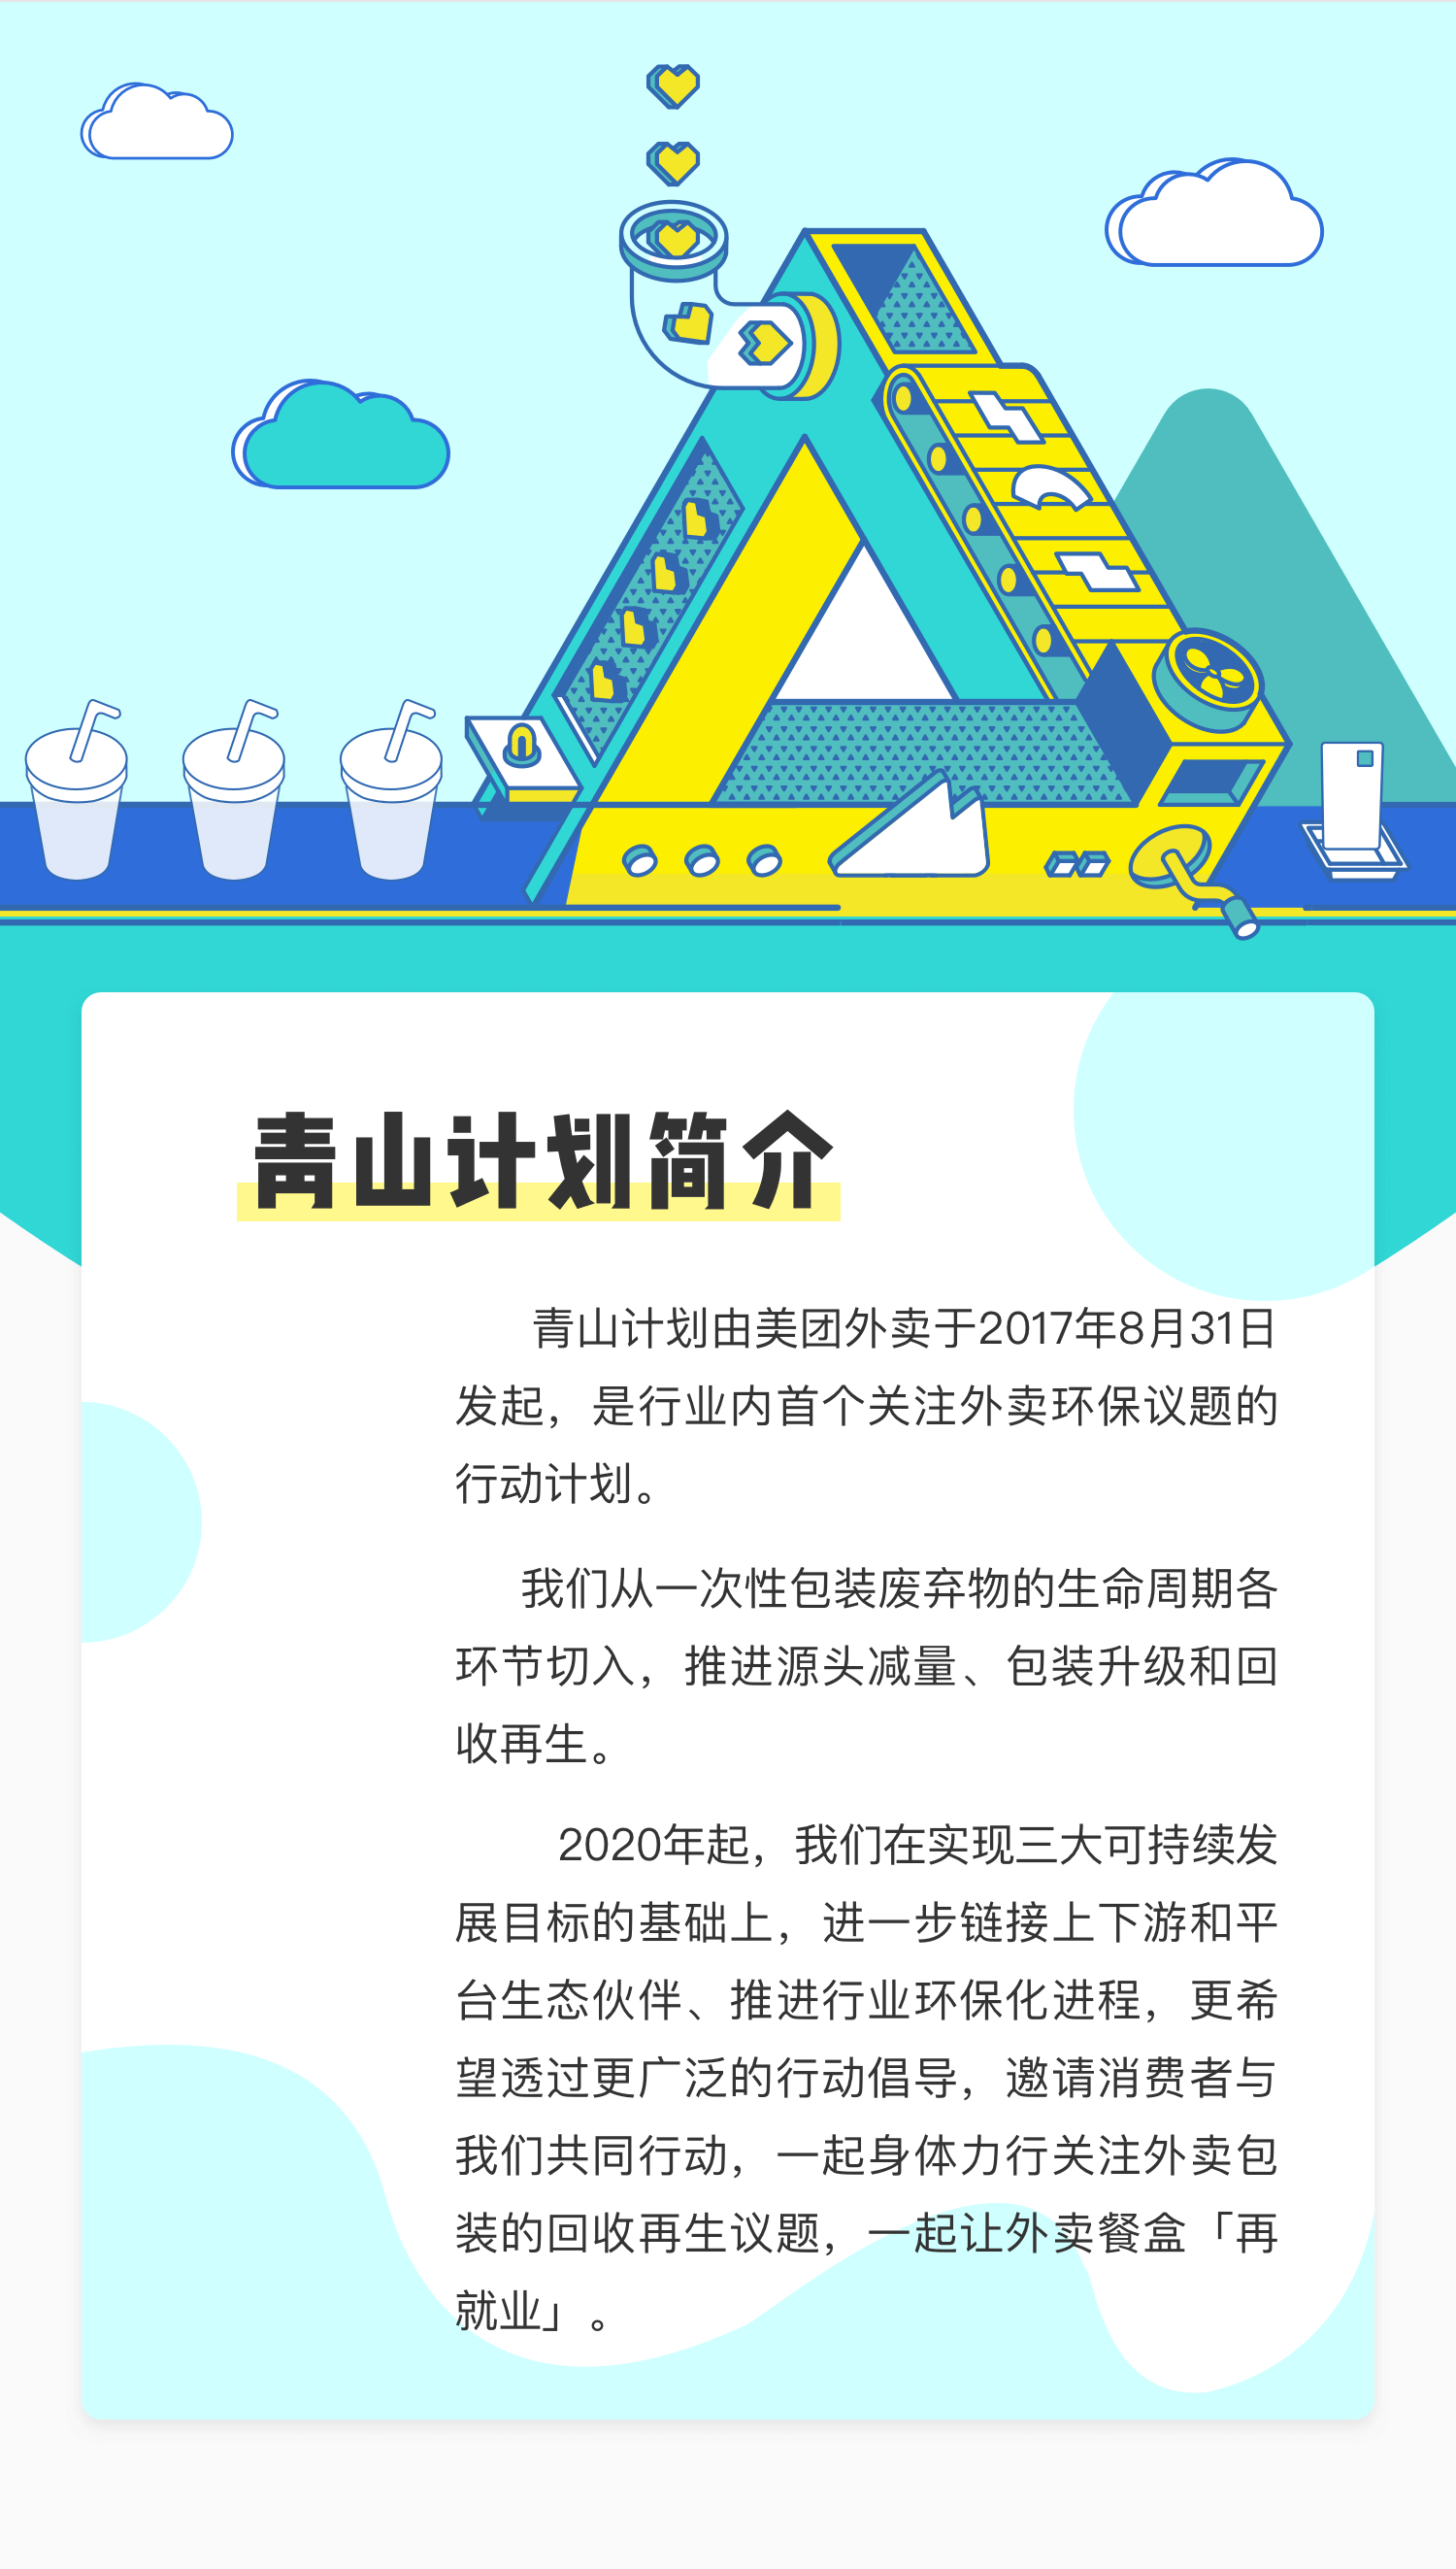 青山计划简介
青山计划由美团外卖于2017年8月31日
发起，是行业内首个关注外卖环保议题的
行动计划。
我们从一次性包装废弃物的生命周期各
环节切入，推进源头减量、包装升级和回
收再生。
2020年起，我们在实现三大可持续发
展目标的基础上，进一步链接上下游和平
台生态伙伴、推进行业环保化进程，更希
望透过更广泛的行动倡导，邀请消费者与
我们共同行动，一起身体力行关注外卖包
装的回收再生议题，一起让外卖餐盒「再
就业」。